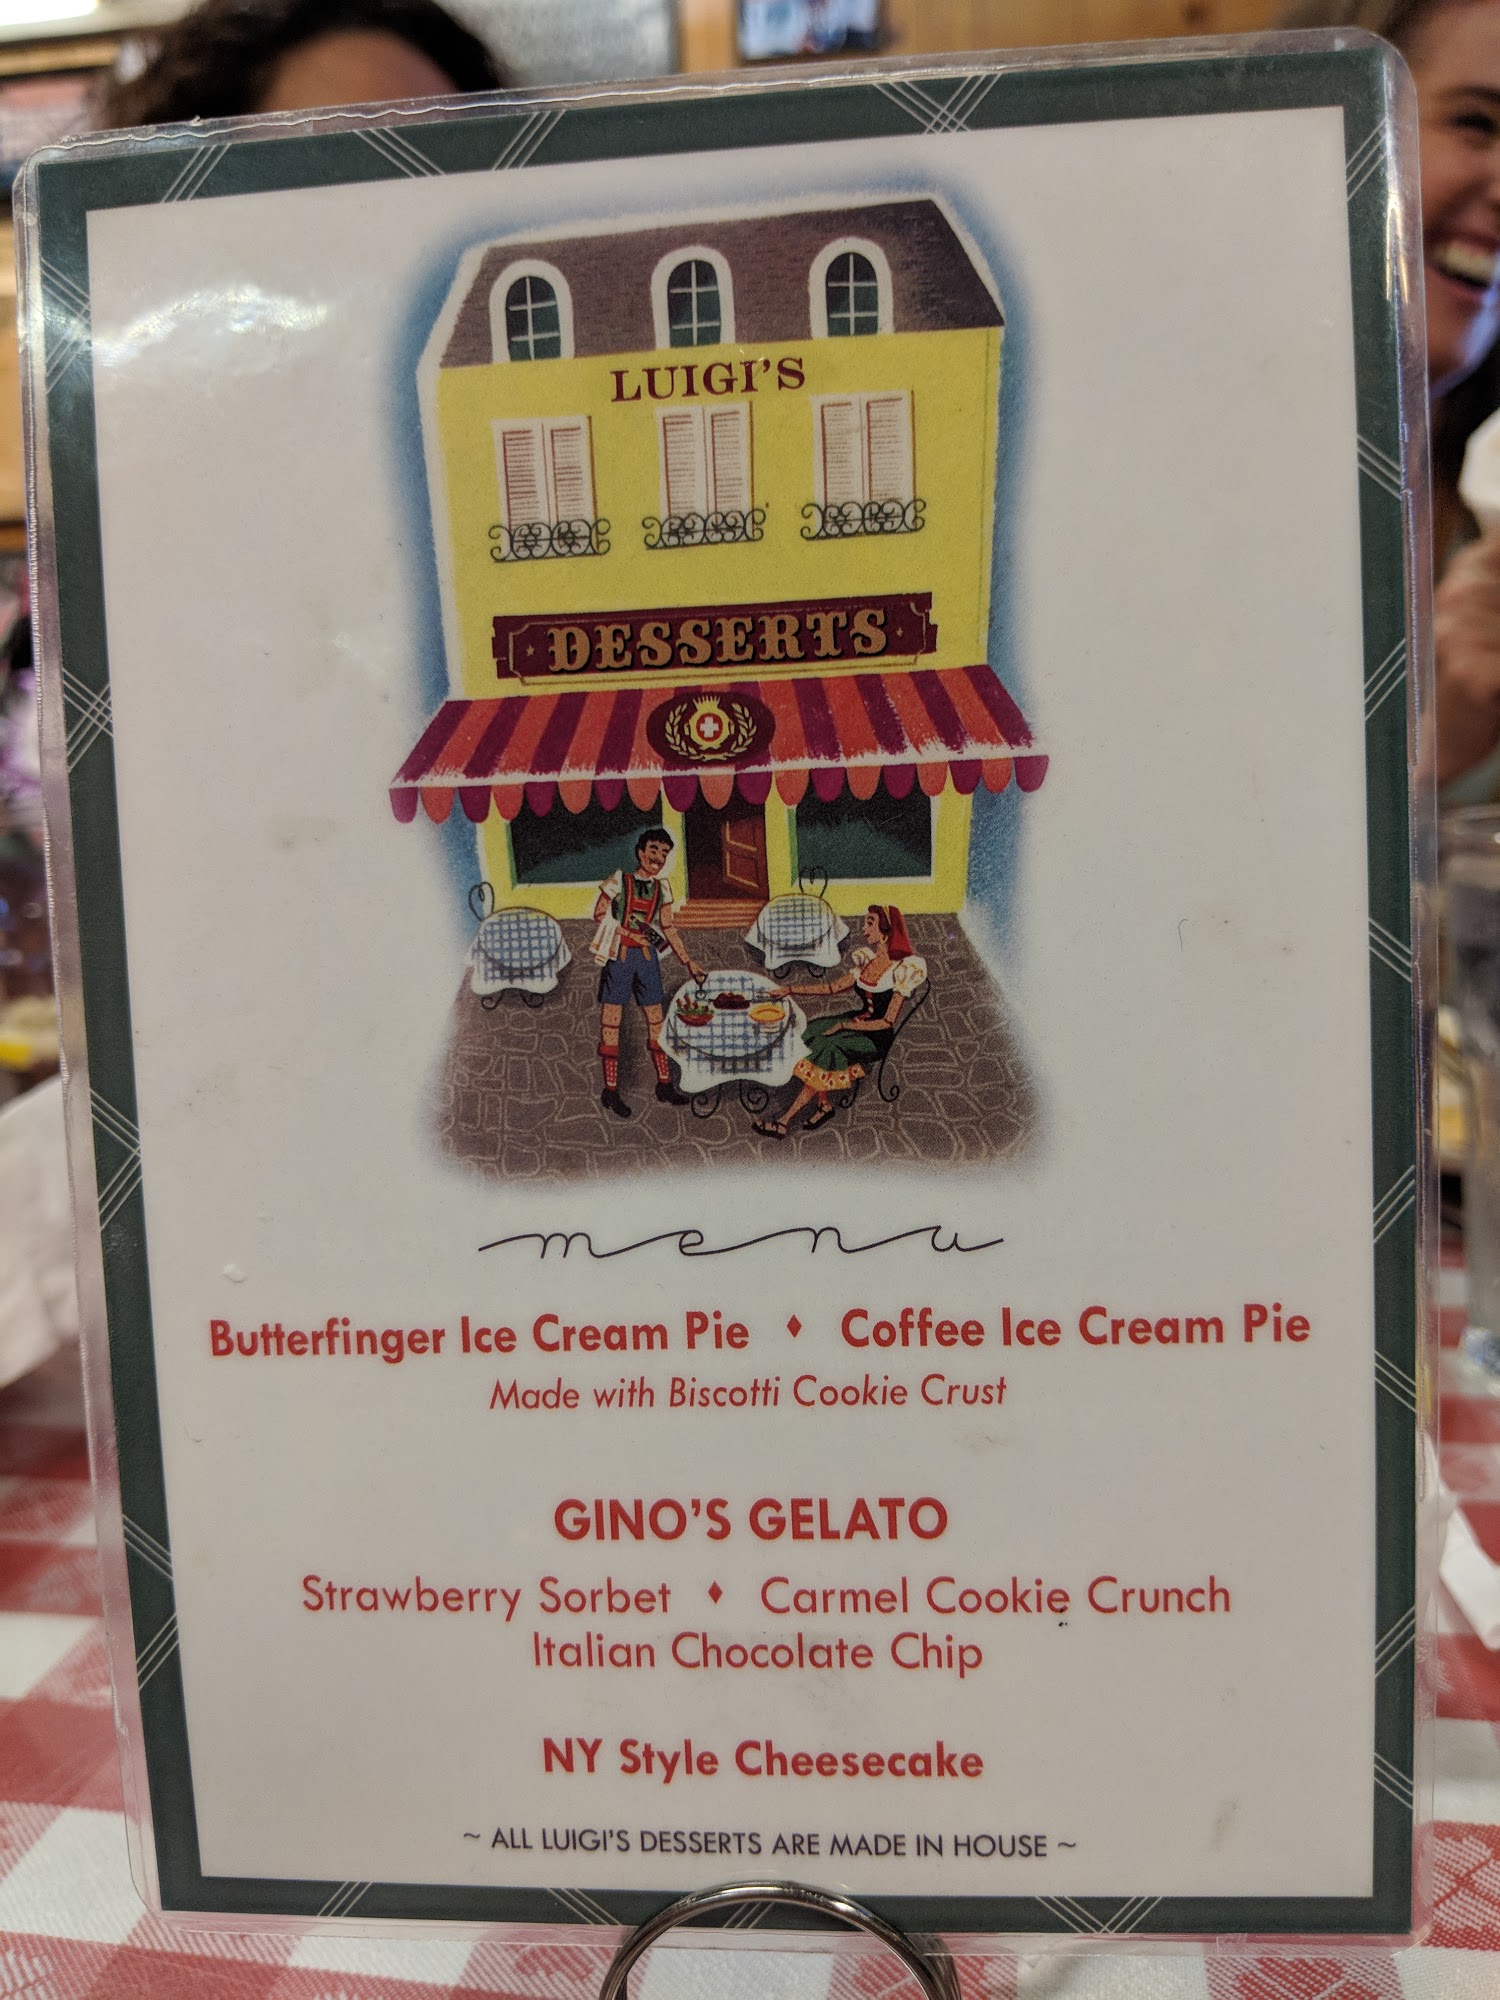 LUIGI'S
DESSERTS
menu
Butterfinger Ice Cream Pie ♦ Coffee Ice Cream Pie
Made with Biscotti Cookie Crust
GINO'S GELATO
Strawberry Sorbet ♦ Carmel Cookie Crunch
Italian Chocolate Chip
NY Style Cheesecake
~ ALL LUIGI'S DESSERTS ARE MADE IN HOUSE ~